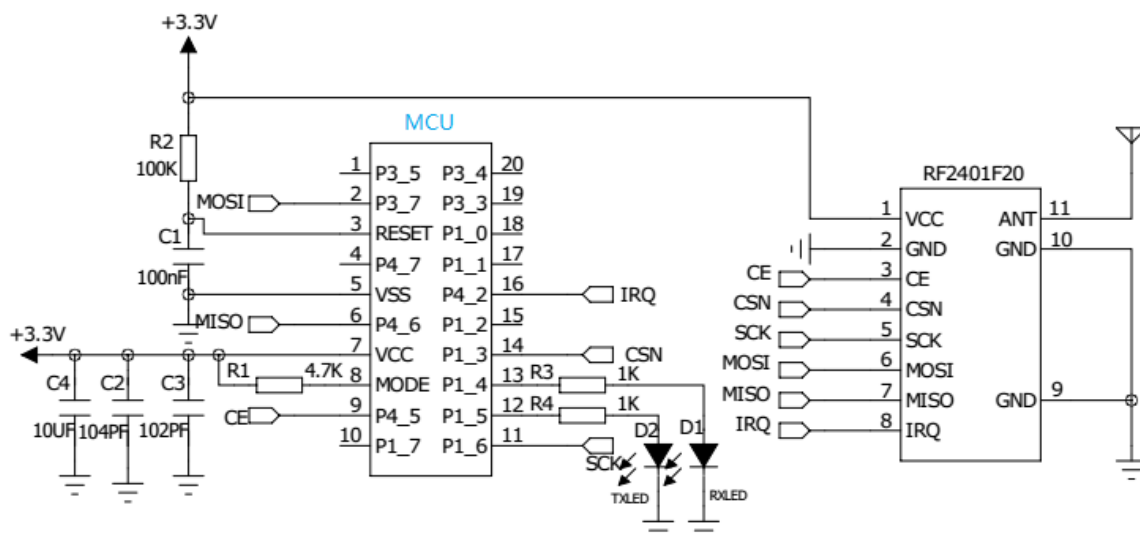 +3.3V
MCU
R2
100K
MOSI
C1
100nF
MISO
+3.3V
R1
4.7K
C4
C2
C3
CE
10UF
104PF
102PF
1 P3_5 P3_4 20
2 P3_7 P3_3 19
3 RESET P1_0 18
4 P4_7 P1_1 17
5 VSS P4_2 16
6 P4_6 P1_2 15
7 VCC P1_3 14
8 MODE P1_4 13
9 P4_5 P1_5 12
10 P1_7 P1_6 11
IRQ
CSN
R3 1K
R4 1K
D2 D1
SCK
TXLED
RXLED
RF2401F20
1 VCC ANT 11
2 GND GND 10
CE 3 CE
CSN 4 CSN
SCK 5 SCK
MOSI 6 MOSI
MISO 7 MISO GND 9
IRQ 8 IRQ